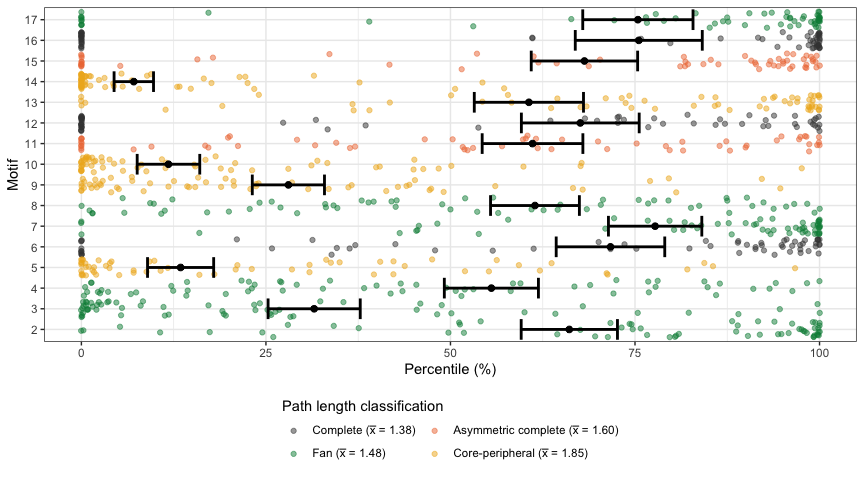 17
16
15
14
13
12
11
10
9
8
7
6
5
4
3
2
Motif
0 25 50 75 100
Percentile (%)
Path length classification
Complete (x̅ = 1.38) Asymmetric complete (x̅ = 1.60)
Fan (x̅ = 1.48) Core-peripheral (x̅ = 1.85)